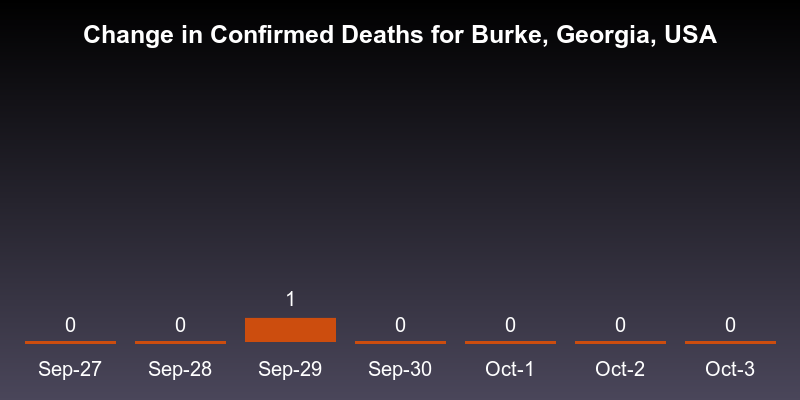 Change in Confirmed Deaths for Burke, Georgia, USA
1
0 0 0 0 0 0
Sep-27 Sep-28 Sep-29 Sep-30 Oct-1 Oct-2 Oct-3